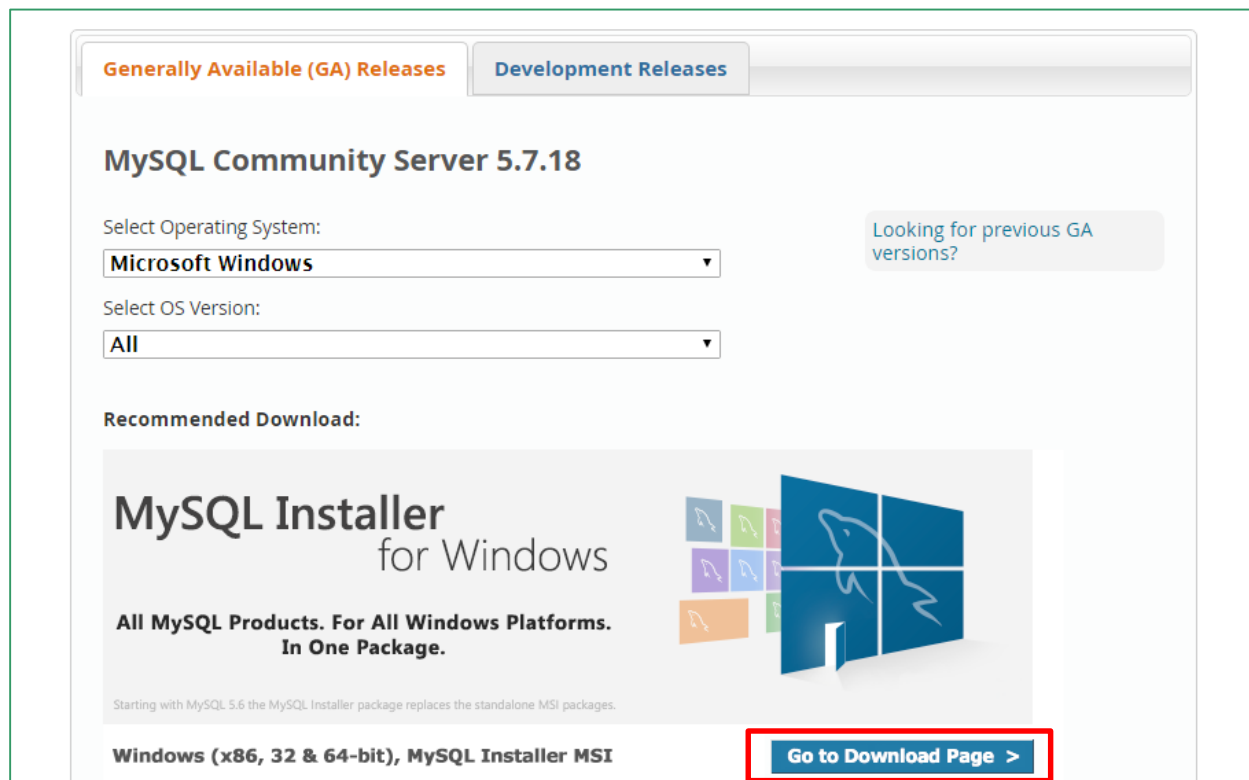 Generally Available (GA) Releases
Development Releases
MySQL Community Server 5.7.18
Select Operating System:
Looking for previous GA
versions?
Microsoft Windows
Select OS Version:
All
Recommended Download:
MySQL Installer
for Windows
All MySQL Products. For All Windows Platforms.
In One Package.
Starting with MySQL 5.6 the MySQL Installer package replaces the standalone MSI packages.
Windows (x86, 32 & 64-bit), MySQL Installer MSI
Go to Download Page >